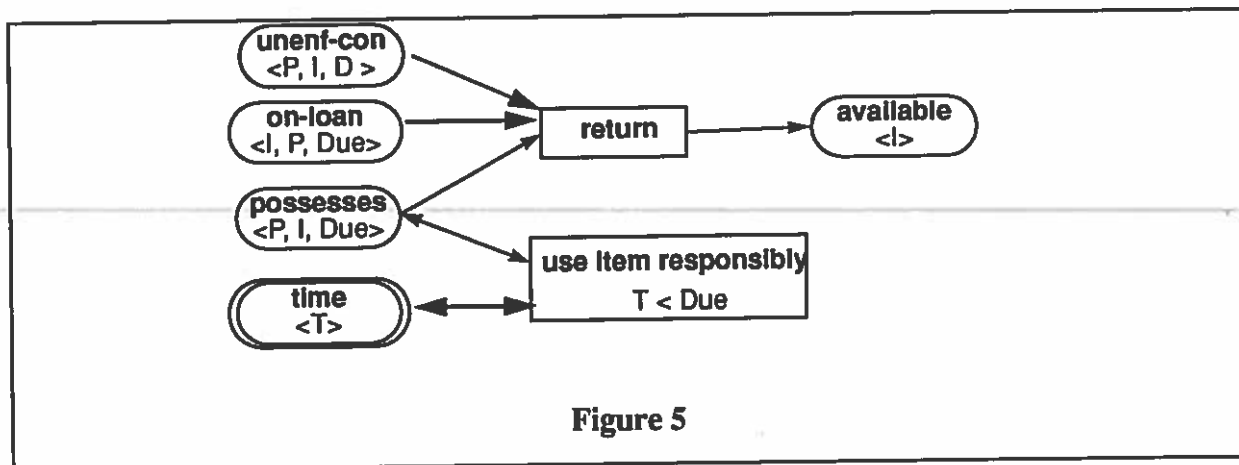 unenf-con
<P, I, D >
on-loan
<I, P, Due>
return
available
<I>
possesses
<P, I, Due>
use item responsibly
T < Due
time
<T>
Figure 5